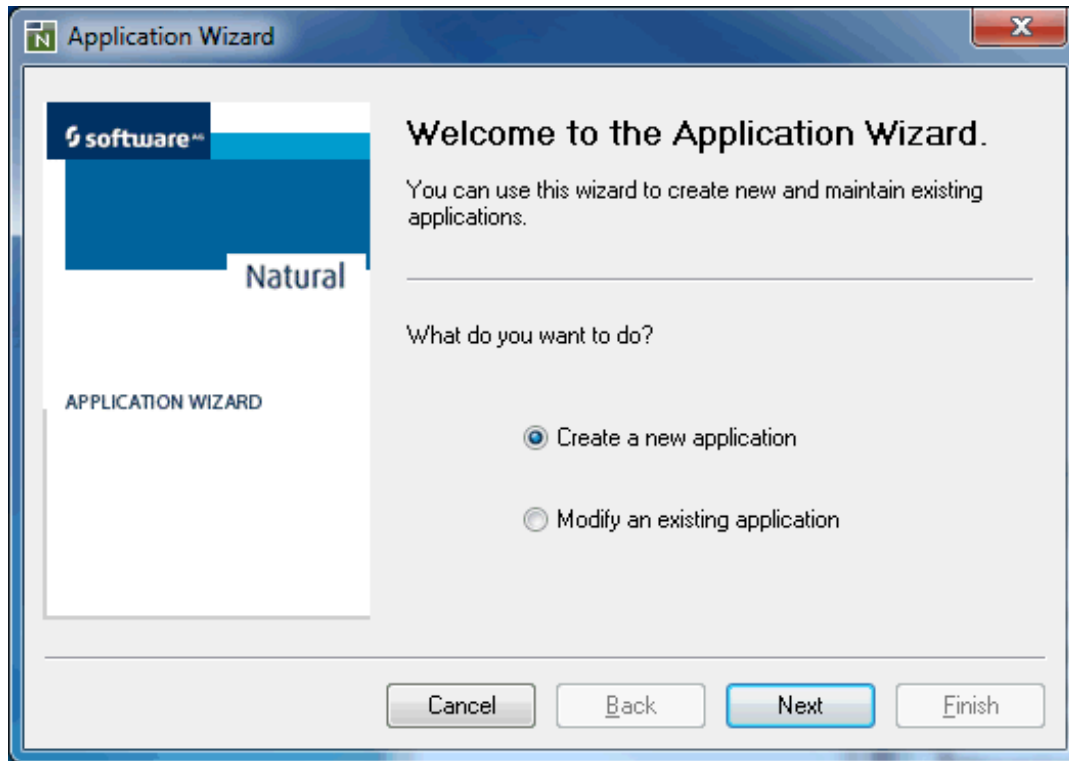 Application Wizard
software AG
Natural
APPLICATION WIZARD
Welcome to the Application Wizard.
You can use this wizard to create new and maintain existing
applications.
What do you want to do?
Create a new application
Modify an existing application
Cancel
Back
Next
Finish